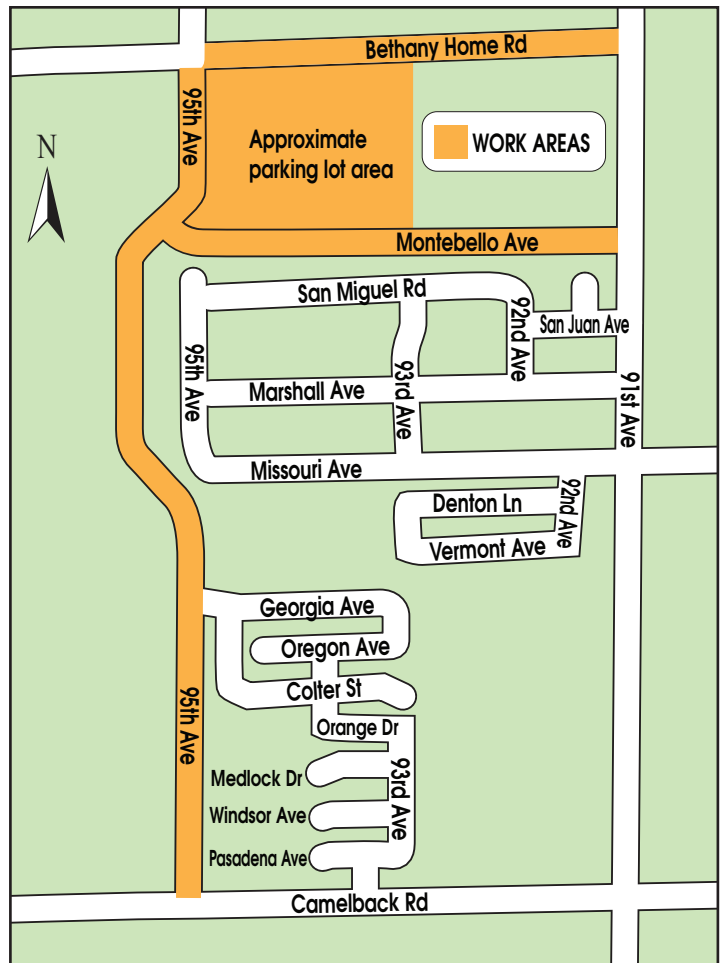 Bethany Home Rd
95th Ave
Approximate
parking lot area
WORK AREAS
N
Montebello Ave
San Miguel Rd
92nd Ave
San Juan Ave
95th Ave
Marshall Ave
93rd Ave
91st Ave
Missouri Ave
Denton Ln
92nd Ave
Vermont Ave
Georgia Ave
Oregon Ave
95th Ave
Colter St
Orange Dr
Medlock Dr
93rd Ave
Windsor Ave
Pasadena Ave
Camelback Rd